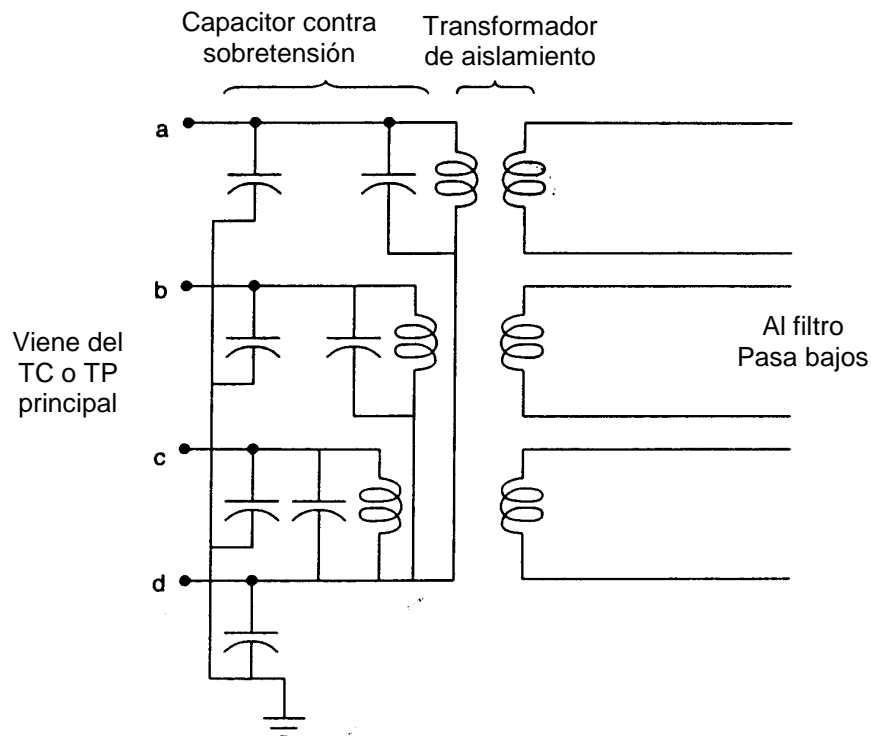 Capacitor contra
sobretensión
Transformador
de aislamiento
a
b
Viene del
TC o TP
principal
Al filtro
Pasa bajos
c
d